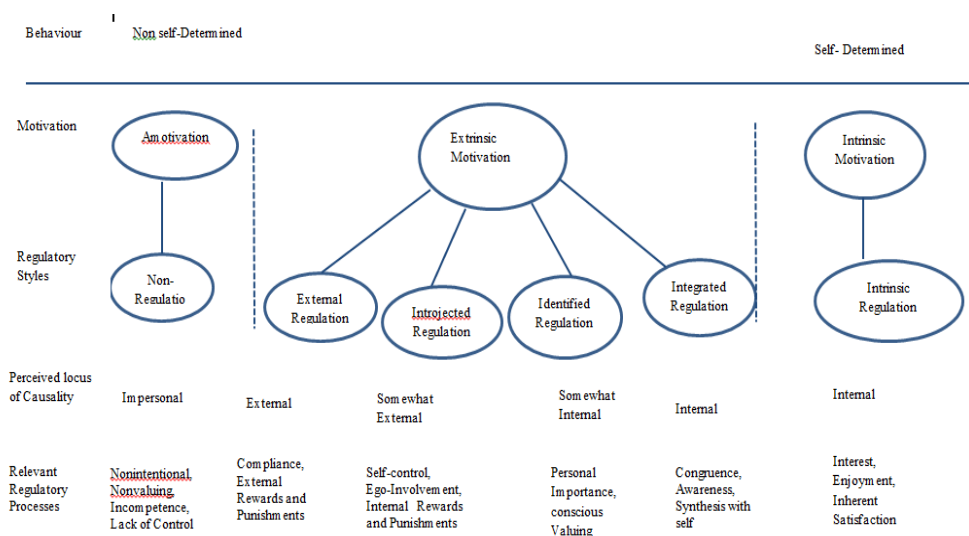 Behaviour
Non self-Determined
Self- Determined
Motivation
Amotivation
Extrinsic
Motivation
Intrinsic
Motivation
Regulatory
Styles
Non-
Regulatio
External
Regulation
Introjected
Regulation
Identified
Regulation
Integrated
Regulation
Intrinsic
Regulation
Perceived locus
of Causality
Impersonal
External
Somewhat
External
Somewhat
Internal
Internal
Internal
Relevant
Regulatory
Processes
Nonintentional,
Nonvaluing,
Incompetence,
Lack of Control
Compliance,
External
Rewards and
Punishments
Self-control,
Ego-Involvement,
Internal Rewards
and Punishments
Personal
Importance,
conscious
Valuing
Congruence,
Awareness,
Synthesis with
self
Interest,
Enjoyment,
Inherent
Satisfaction